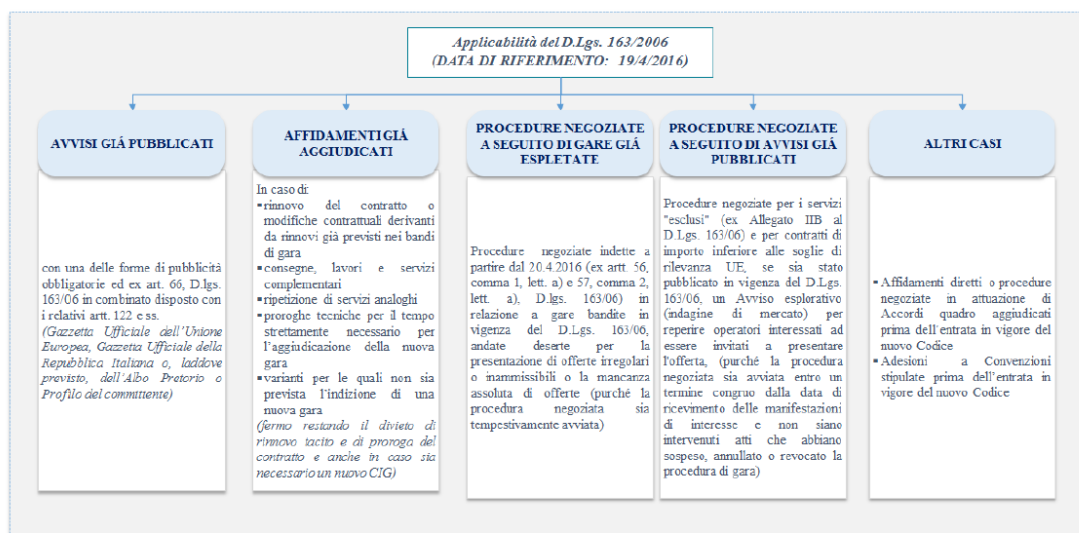 Applicabilità del D.Lgs. 163/2006
(DATA DI RIFERIMENTO: 19/4/2016)
AVVISI GIÁ PUBBLICATI
con una delle forme di pubblicità
obbligatorie ed ex art. 66, D.lgs.
163/06 in combinato disposto con
i relativi artt. 122 e ss.
(Gazzetta Ufficiale dell'Unione
Europea, Gazzetta Ufficiale della
Repubblica Italiana o, laddove
previsto, dell'Albo Pretorio o
Profilo del committente)
AFFIDAMENTI GIÀ
AGGIUDICATI
In caso di:
▪rinnovo del contratto o
modifiche contrattuali derivanti
da rinnovi già previsti nei bandi
di gara
▪consegne, lavori e servizi
complementari
▪ripetizione di servizi analoghi
▪proroghe tecniche per il tempo
strettamente necessario per
l'aggiudicazione della nuova
gara
▪varianti per le quali non sia
prevista l'indizione di una
nuova gara
(fermo restando il divieto di
rinnovo tacito e di proroga del
contratto e anche in caso sia
necessario un nuovo CIG)
PROCEDURE NEGOZIATE
A SEGUITO DI GARE GIÁ
ESPLETATE
Procedure negoziate indette a
partire dal 20.4.2016 (ex artt. 56,
comma 1, lett. a) e 57, comma 2,
lett. a), D.lgs. 163/06) in
relazione a gare bandite in
vigenza del D.Lgs. 163/06,
andate deserte per la
presentazione di offerte irregolari
o inammissibili o la mancanza
assoluta di offerte (purché la
procedura negoziata sia
tempestivamente avviata)
PROCEDURE NEGOZIATE
A SEGUITO DI AVVISI GIÁ
PUBBLICATI
Procedure negoziate per i servizi
"esclusi" (ex Allegato IIB al
D.Lgs. 163/06) e per contratti di
importo inferiore alle soglie di
rilevanza UE, se sia stato
pubblicato in vigenza del D.Lgs.
163/06, un Avviso esplorativo
(indagine di mercato) per
reperire operatori interessati ad
essere invitati a presentare
l'offerta, (purché la procedura
negoziata sia avviata entro un
termine congruo dalla data di
ricevimento delle manifestazioni
di interesse e non siano
intervenuti atti che abbiano
sospeso, annullato o revocato la
procedura di gara)
ALTRI CASI
▪ Affidamenti diretti o procedure
negoziate in attuazione di
Accordi quadro aggiudicati
prima dell'entrata in vigore del
nuovo Codice
▪ Adesioni a Convenzioni
stipulate prima dell'entrata in
vigore del nuovo Codice